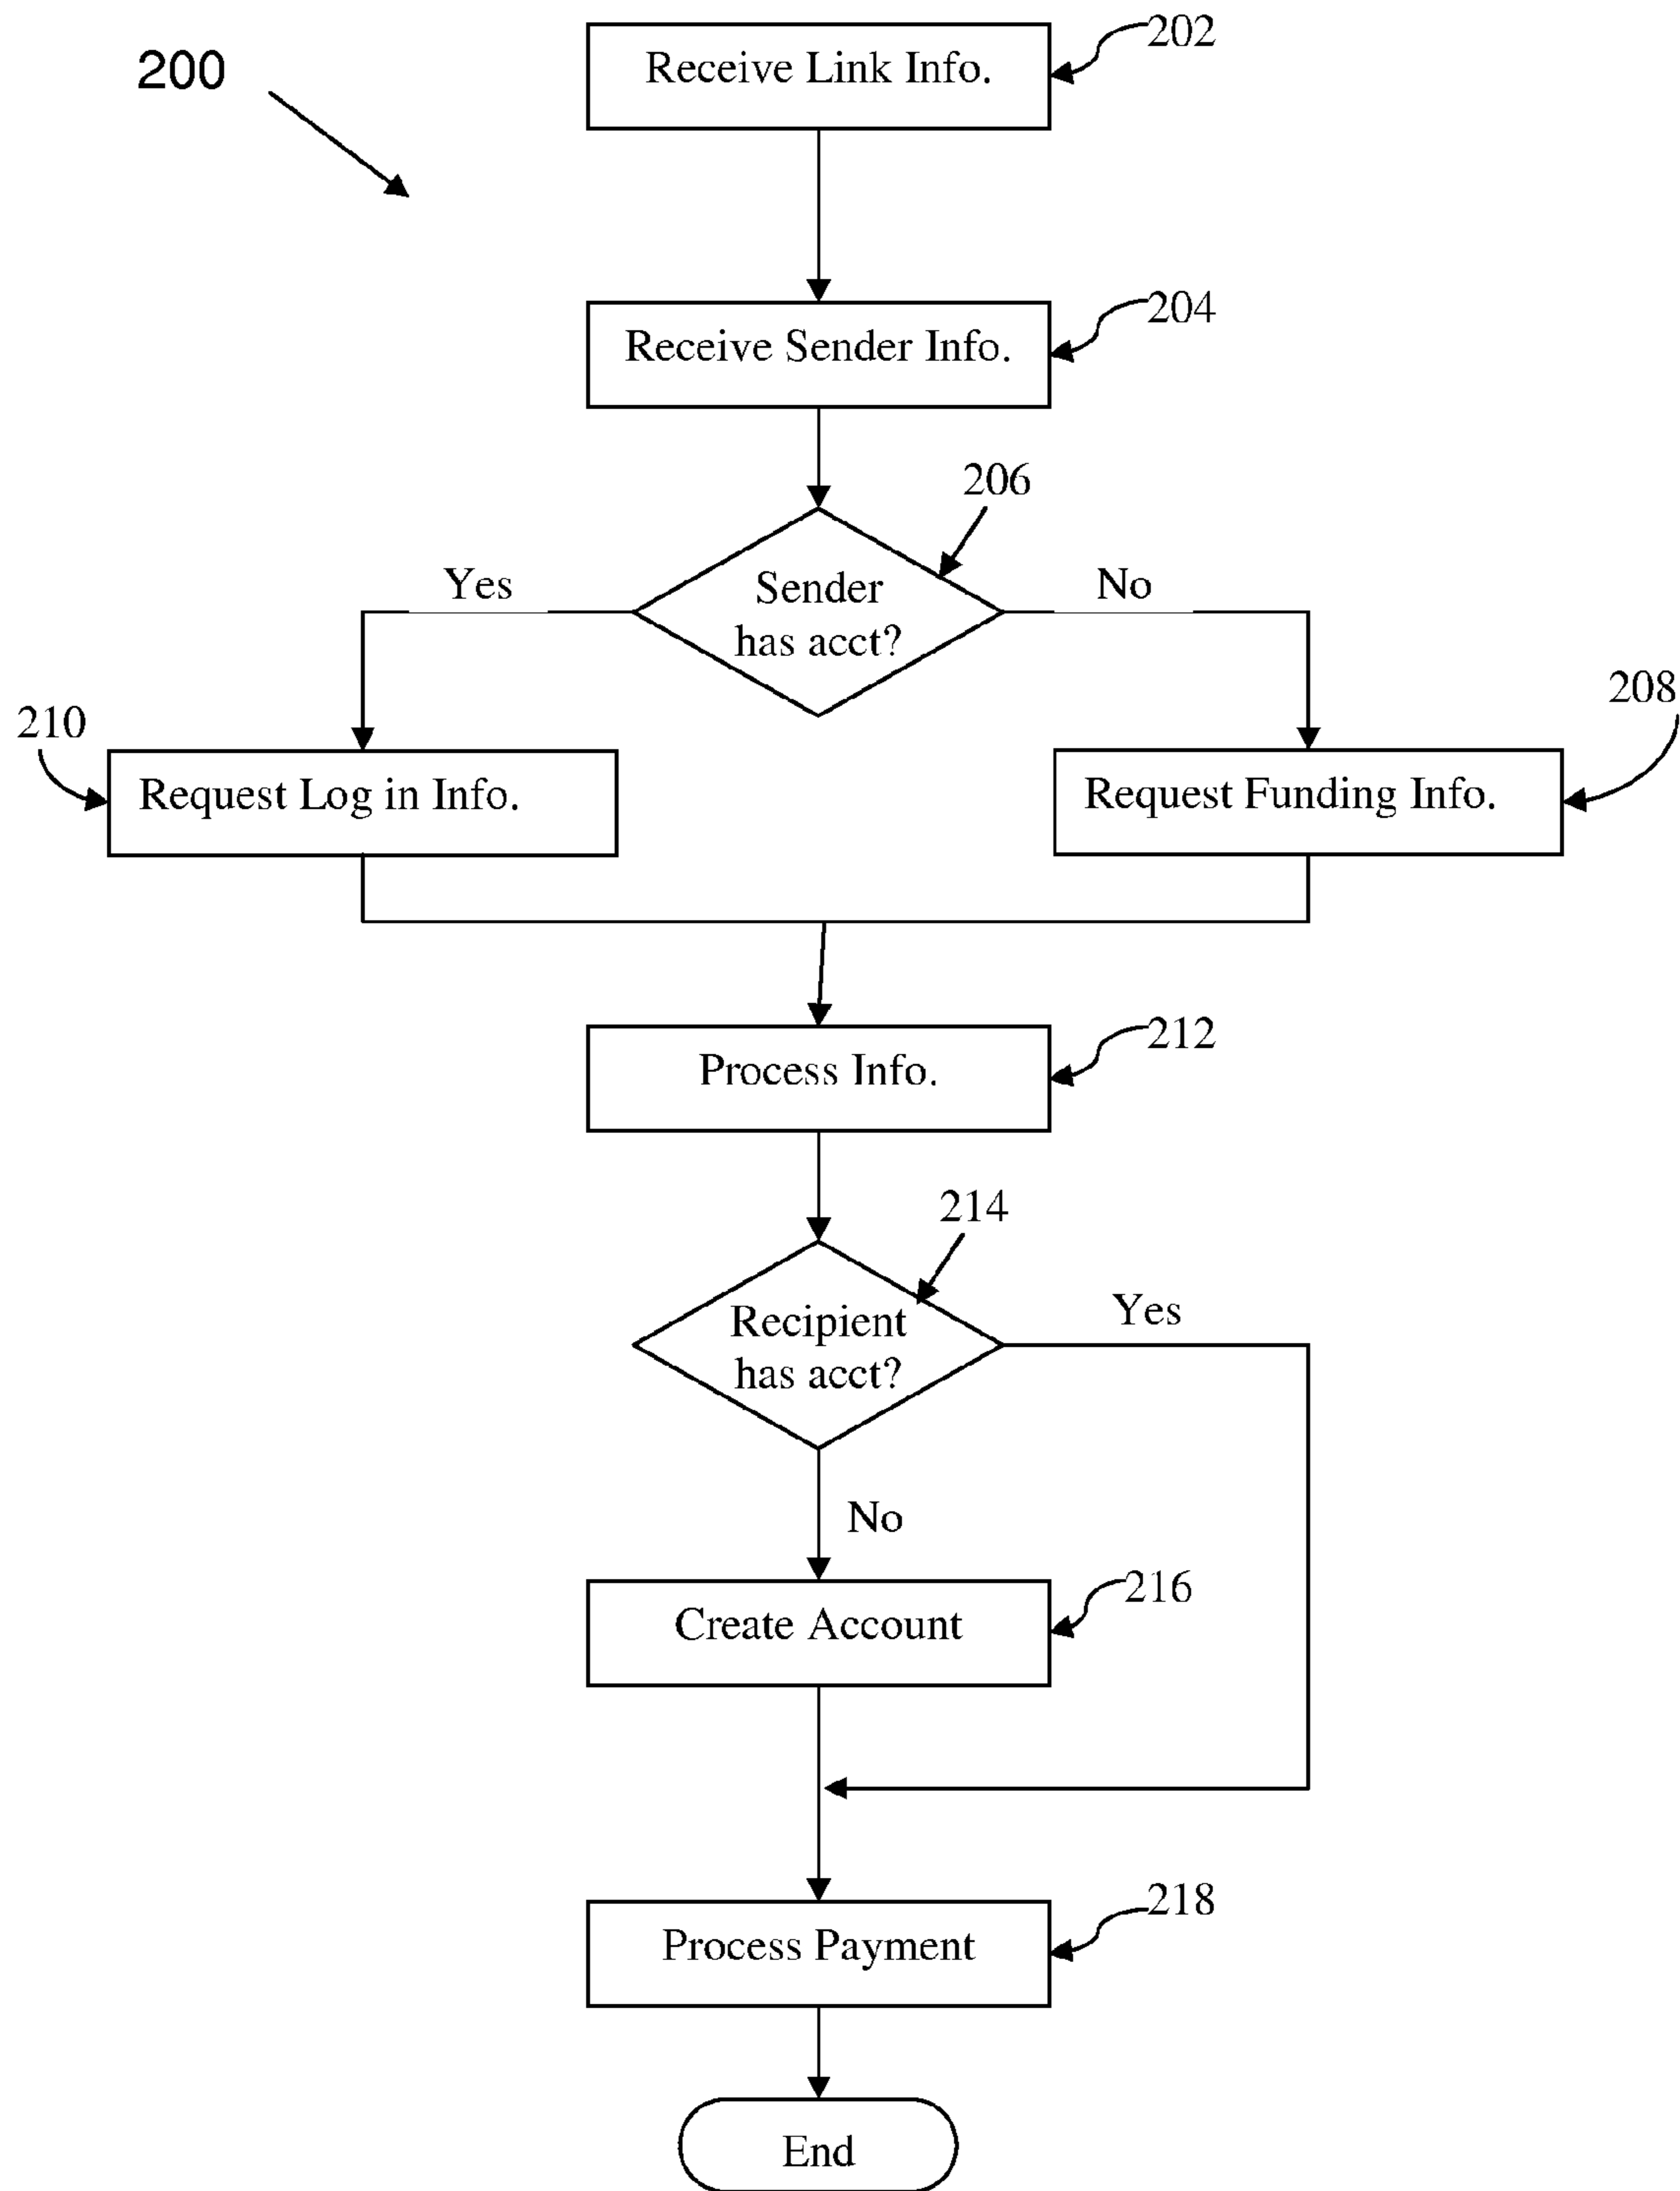 200
202
Receive Link Info.
204
Receive Sender Info.
206
Sender
has acct?
Yes
No
210
208
Request Log in Info.
Request Funding Info.
212
Process Info.
214
Recipient
has acct?
Yes
No
216
Create Account
218
Process Payment
End